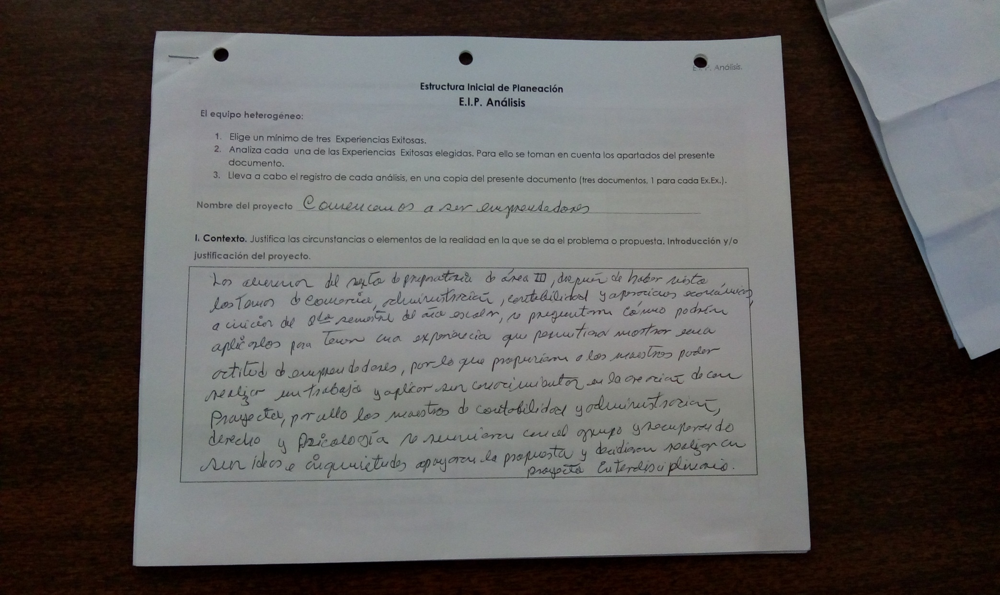 E.I.P. Análisis.
Estructura Inicial de Planeación
E.I.P. Análisis
El equipo heterogéneo:
1. Elige un mínimo de tres Experiencias Exitosas.
2. Analiza cada una de las Experiencias Exitosas elegidas. Para ello se toman en cuenta los apartados del presente
documento.
3. Lleva a cabo el registro de cada análisis, en una copia del presente documento (tres documentos, 1 para cada Ex.Ex.).
Nombre del proyecto Comencamos a ser emprendedores
I. Contexto. Justifica las circunstancias o elementos de la realidad en la que se da el problema o propuesta. Introducción y/o
justificación del proyecto.
Los alumnos del sexto de preparatoria de área III, después de haber visto
los temas de comercio, administración, contabilidad y aparicios económicos,
a inicios del 2do semestre del año escolar, se preguntaron cómo podrían
aplicarlos para tener una experiencia que permitiera mostrar una
actitud de emprendedores, por lo que propusieron a los maestros poder
realizar un trabajo y aplicar sus conocimientos en la creación de un
Proyecto, por ello los maestros de contabilidad y administración,
derecho y Psicología se reunieron con el grupo y recuperando
sus ideas e inquietudes apoyaron la propuesta y decidieron realizar un
proyecto Interdisciplinario.